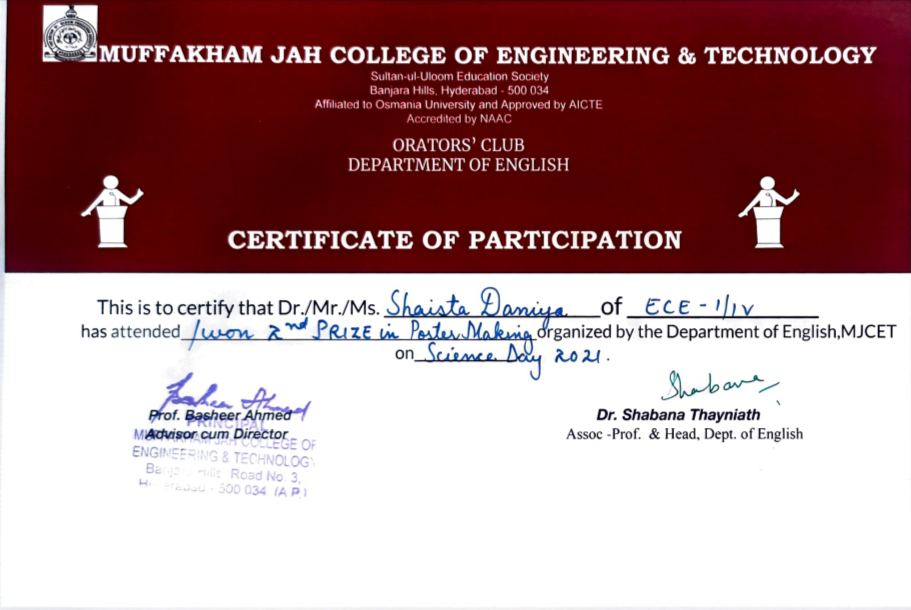 MUFFAKHAM JAH COLLEGE OF ENGINEERING & TECHNOLOGY
Sultan-ul-Uloom Education Society
Banjara Hills, Hyderabad - 500 034
Affiliated to Osmania University and Approved by AICTE
Accredited by NAAC
ORATORS' CLUB
DEPARTMENT OF ENGLISH
CERTIFICATE OF PARTICIPATION
This is to certify that Dr./Mr./Ms. Shaista Daniya of ECE - I/IV
has attended /won 2nd PRIZE in Poster Making organized by the Department of English,MJCET
on Science Day 2021.
Basheer Ahmed
Prof. Basheer Ahmed
PRINCIPAL
Advisor cum Director
MUFFAKHAM JAH COLLEGE OF
ENGINEERING & TECHNOLOGY
Road No. 3,
500 034 (A.P.)
Shabana
Dr. Shabana Thayniath
Assoc -Prof. & Head, Dept. of English